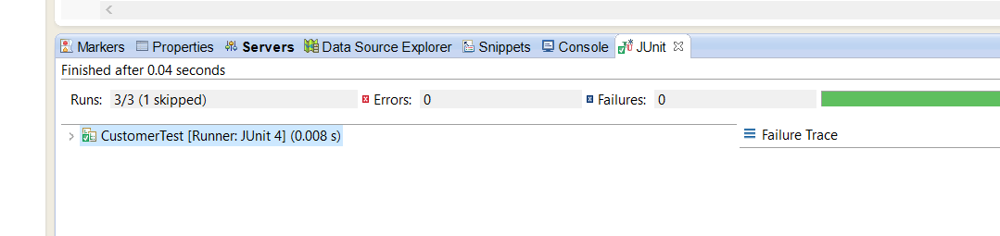 Markers Properties Servers Data Source Explorer Snippets Console JUnit
Finished after 0.04 seconds
Runs: 3/3 (1 skipped) Errors: 0 Failures: 0
CustomerTest [Runner: JUnit 4] (0.008 s) Failure Trace